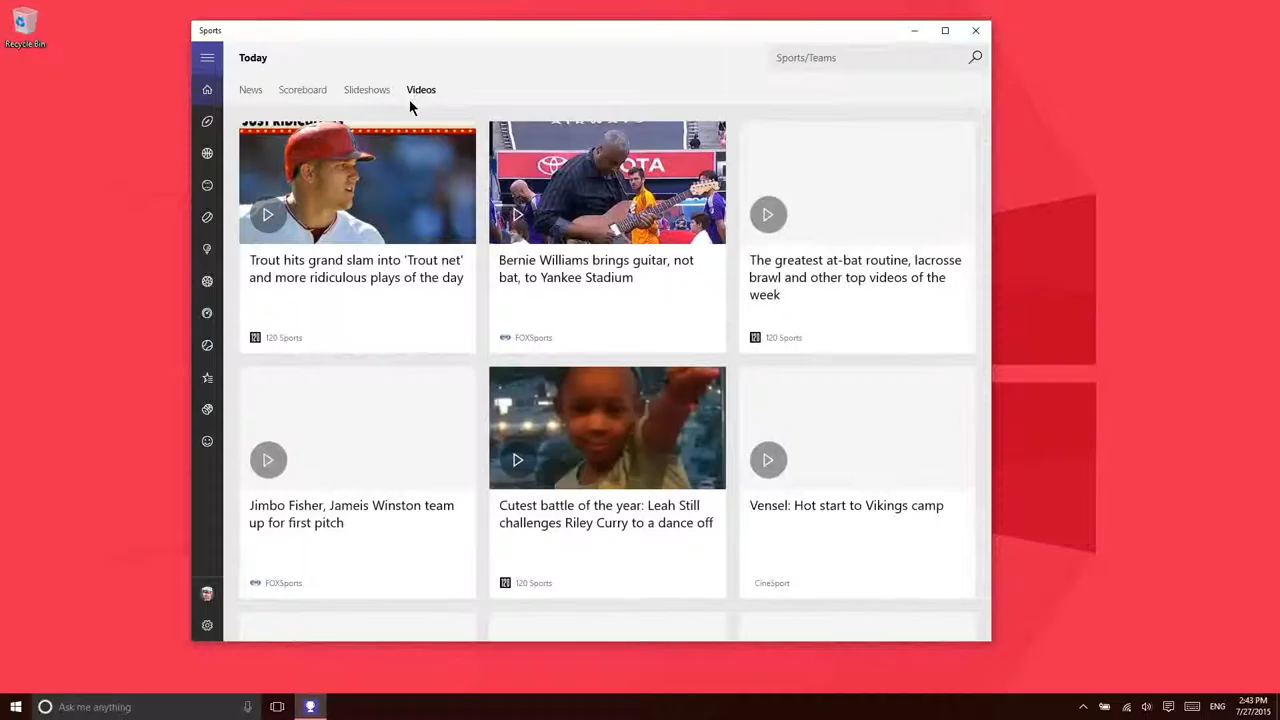 Recycle Bin
Sports
Today
Sports/Teams
News
Scoreboard
Slideshows
Videos
JUST RIDICULOUS
TOYOTA
Trout hits grand slam into 'Trout net'
and more ridiculous plays of the day
120 Sports
Bernie Williams brings guitar, not
bat, to Yankee Stadium
FOXSports
The greatest at-bat routine, lacrosse
brawl and other top videos of the
week
120 Sports
Jimbo Fisher, Jameis Winston team
up for first pitch
FOXSports
Cutest battle of the year: Leah Still
challenges Riley Curry to a dance off
120 Sports
Vensel: Hot start to Vikings camp
CineSport
Ask me anything
ENG
2:43 PM
7/27/2015